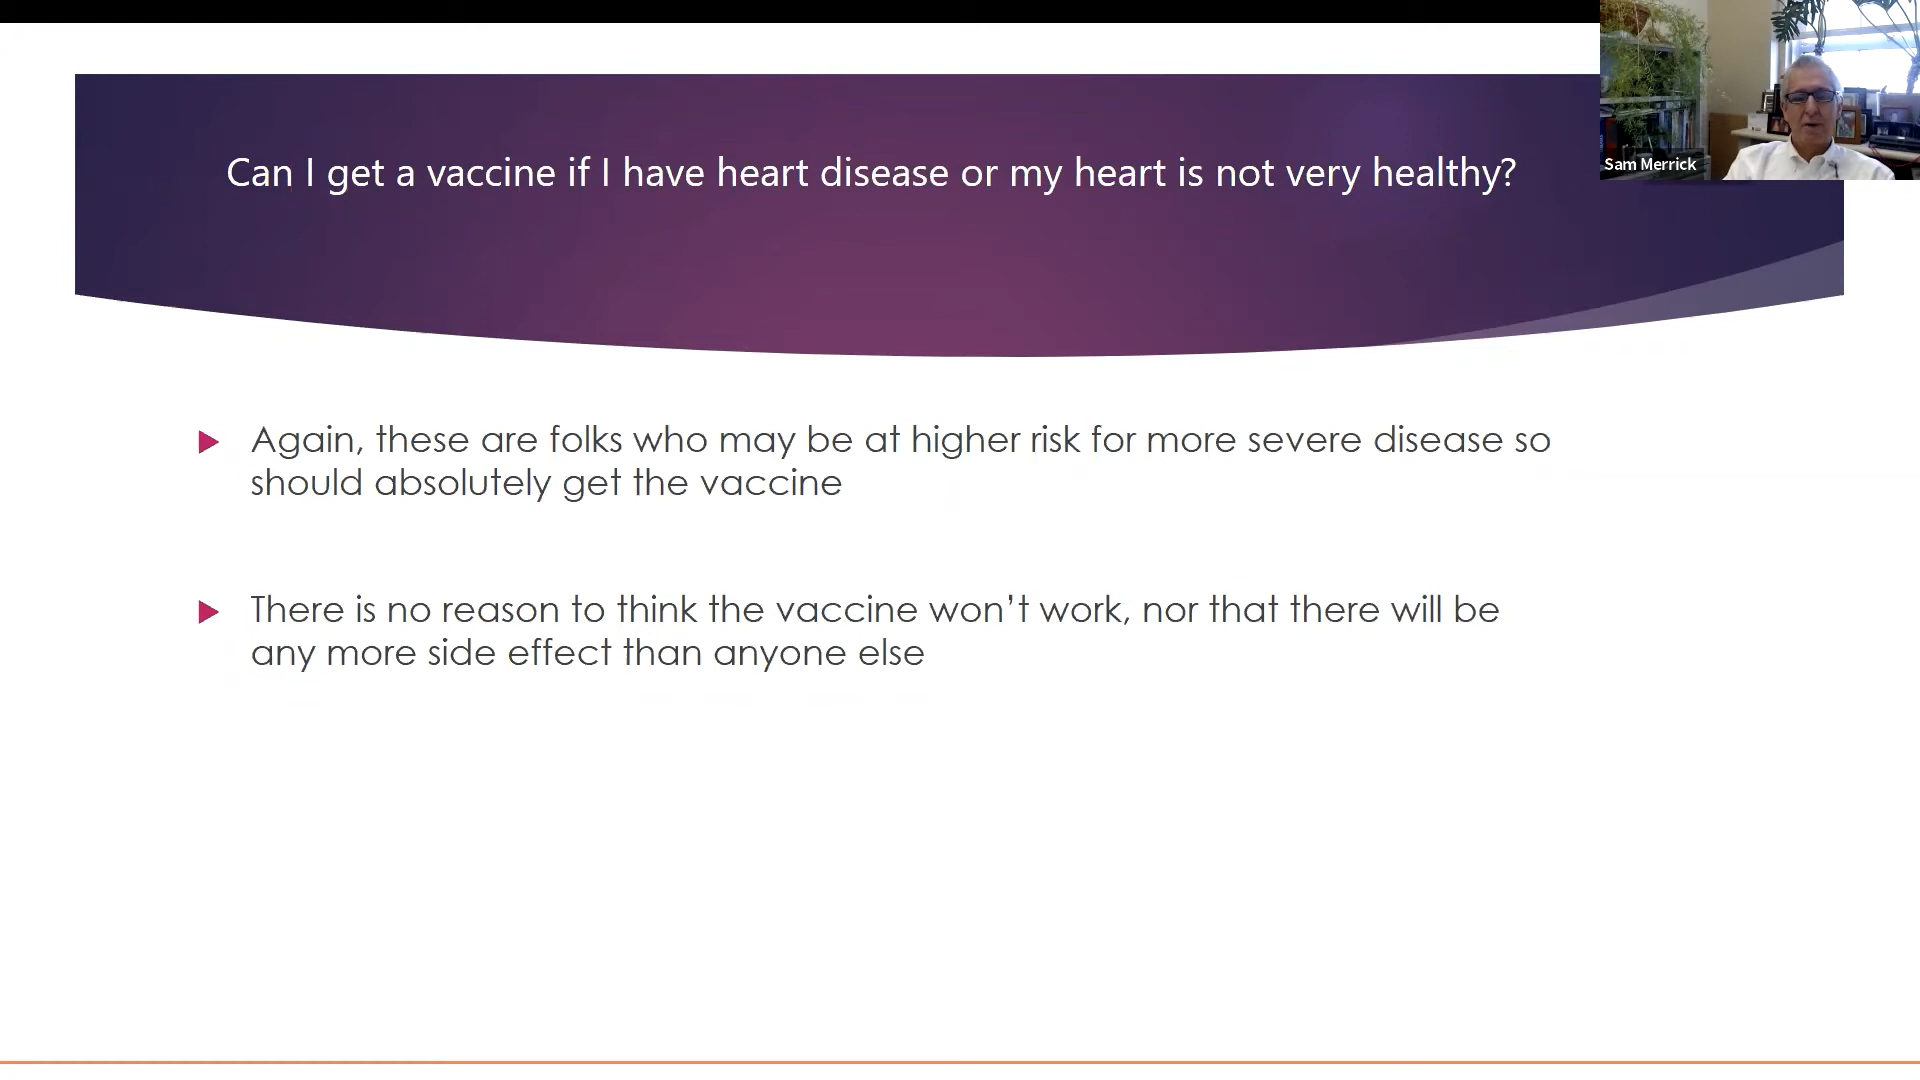 Can I get a vaccine if I have heart disease or my heart is not very healthy?
Sam Merrick
Again, these are folks who may be at higher risk for more severe disease so
should absolutely get the vaccine
There is no reason to think the vaccine won’t work, nor that there will be
any more side effect than anyone else